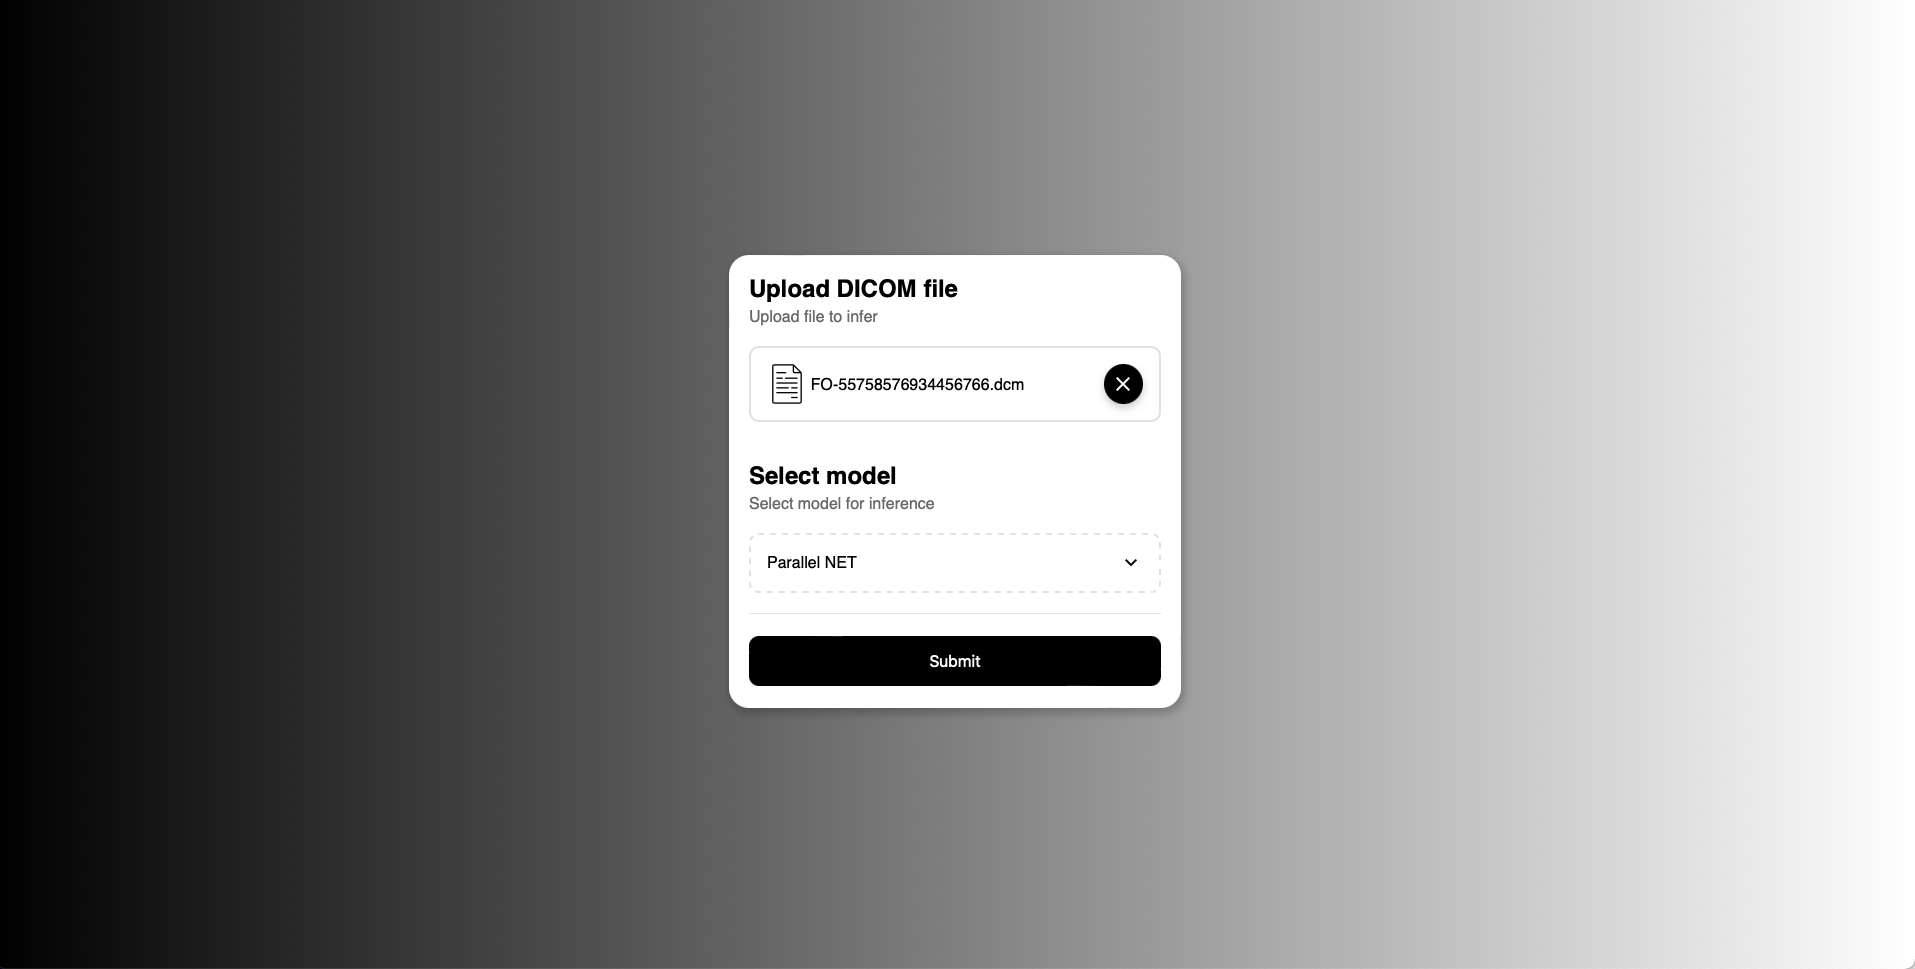 Upload DICOM file
Upload file to infer
FO-55758576934456766.dcm
Select model
Select model for inference
Parallel NET
Submit